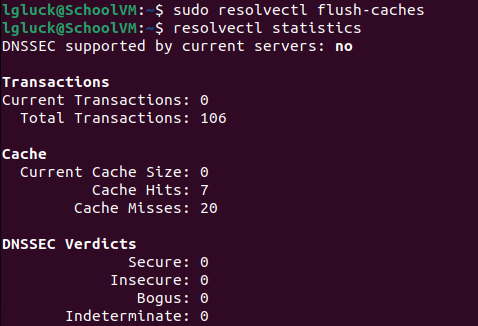 lgluck@SchoolVM:~$ sudo resolvectl flush-caches
lgluck@SchoolVM:~$ resolvectl statistics
DNSSEC supported by current servers: no
Transactions
Current Transactions: 0
Total Transactions: 106
Cache
Current Cache Size: 0
Cache Hits: 7
Cache Misses: 20
DNSSEC Verdicts
Secure: 0
Insecure: 0
Bogus: 0
Indeterminate: 0